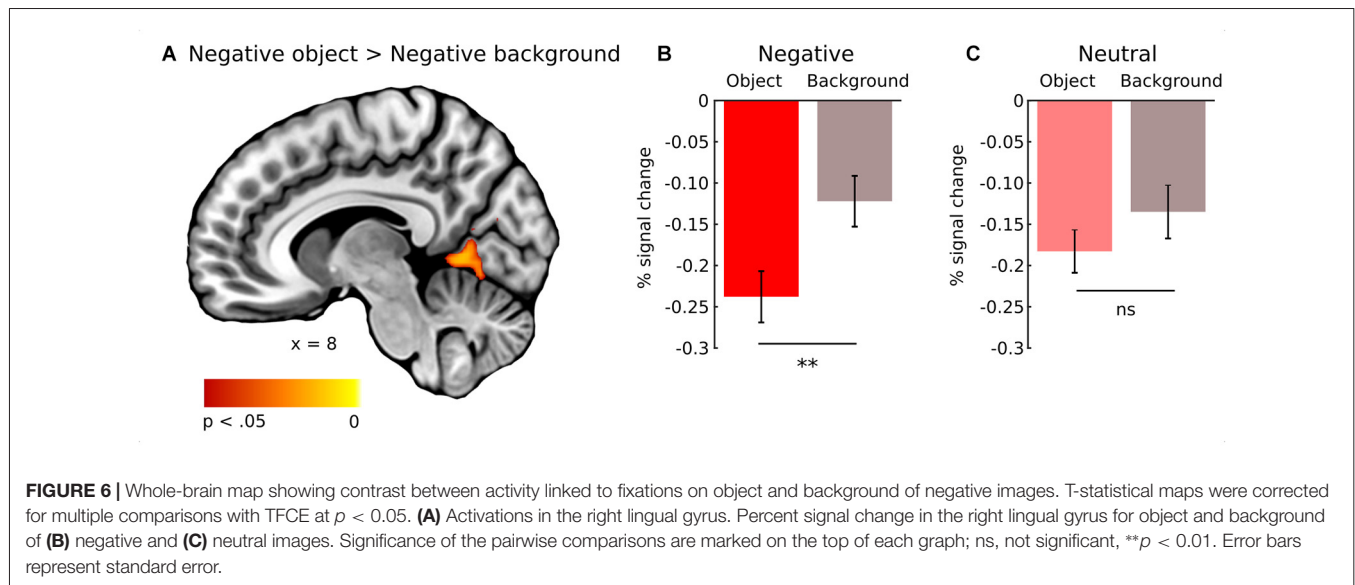 A Negative object > Negative background
x = 8
p < .05 0
B Negative
Object Background
0
-0.05
-0.10
-0.15
-0.2
-0.25
-0.3
% signal change
**
C Neutral
Object Background
0
-0.05
-0.10
-0.15
-0.2
-0.25
-0.3
% signal change
ns
FIGURE 6 | Whole-brain map showing contrast between activity linked to fixations on object and background of negative images. T-statistical maps were corrected
for multiple comparisons with TFCE at p < 0.05. (A) Activations in the right lingual gyrus. Percent signal change in the right lingual gyrus for object and background
of (B) negative and (C) neutral images. Significance of the pairwise comparisons are marked on the top of each graph; ns, not significant, **p < 0.01. Error bars
represent standard error.